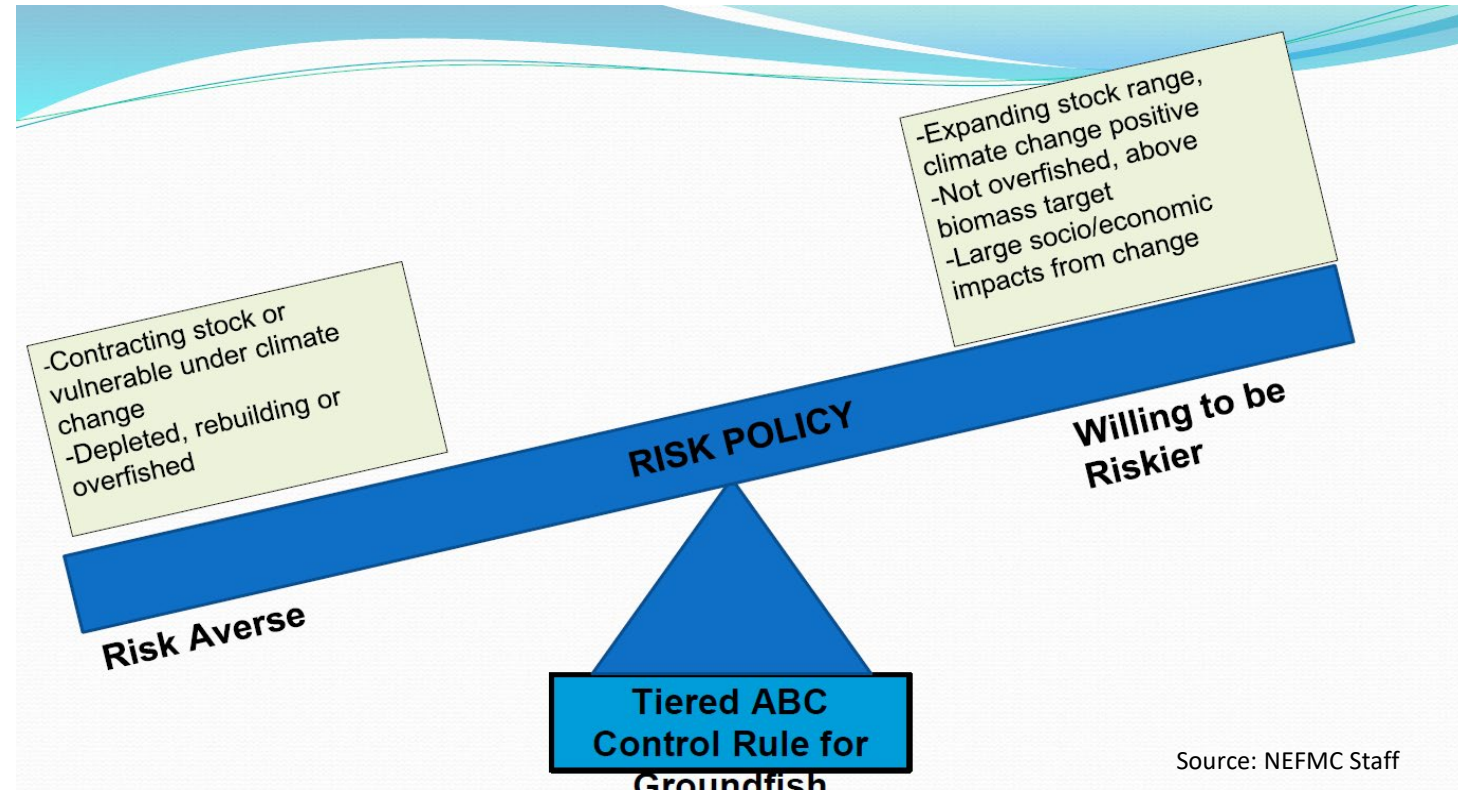 -Expanding stock range,
climate change positive
-Not overfished, above
biomass target
-Large socio/economic
impacts from change
-Contracting stock or
vulnerable under climate
change
-Depleted, rebuilding or
overfished
RISK POLICY
Willing to be
Riskier
Risk Averse
Tiered ABC
Control Rule for
Groundfish
Source: NEFMC Staff